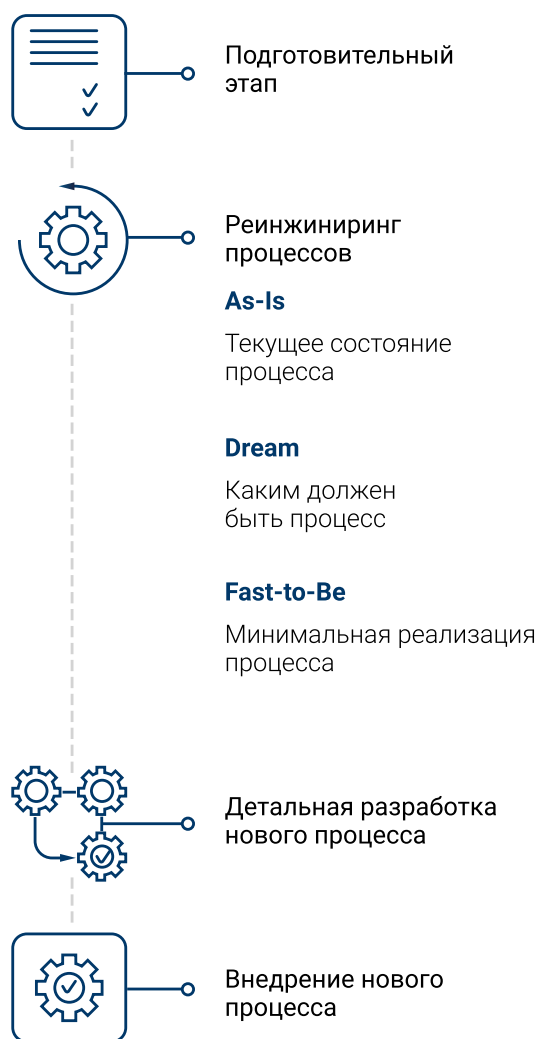 Подготовительный
этап
Реинжиниринг
процессов
As-Is
Текущее состояние
процесса
Dream
Каким должен
быть процесс
Fast-to-Be
Минимальная реализация
процесса
Детальная разработка
нового процесса
Внедрение нового
процесса